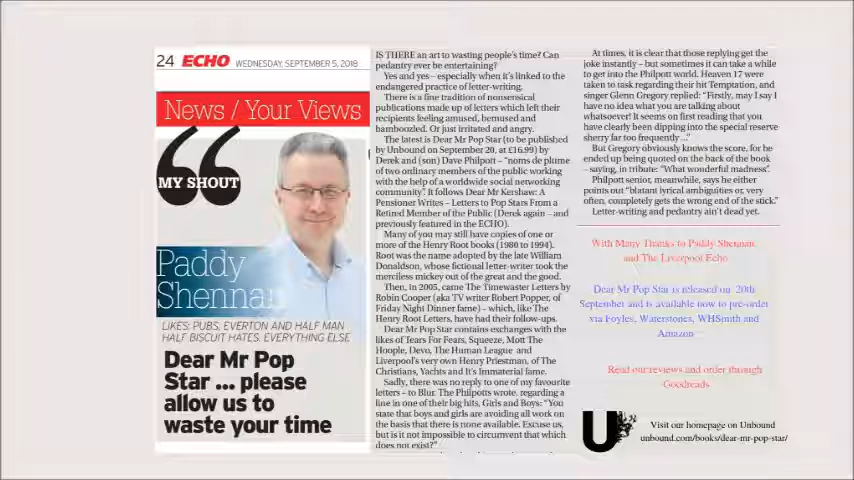 24 ECHO WEDNESDAY, SEPTEMBER 5, 2018
News / Your Views
MY SHOUT
Paddy
Shennan
LIKES: PUBS, EVERTON AND HALF MAN
HALF BISCUIT HATES: EVERYTHING ELSE
Dear Mr Pop
Star ... please
allow us to
waste your time
IS THERE an art to wasting people's time? Can
pedantry ever be entertaining?
Yes and yes – especially when it's linked to the
endangered practice of letter-writing.
There is a fine tradition of nonsensical
publications made up of letters which left their
recipients feeling amused, bemused and
bamboozled. Or just irritated and angry.
The latest is Dear Mr Pop Star (to be published
by Unbound on September 20, at £16.99) by
Derek and (son) Dave Philpott – "noms de plume
of two ordinary members of the public working
with the help of a worldwide social networking
community". It follows Dear Mr Kershaw: A
Pensioner Writes – Letters to Pop Stars From a
Retired Member of the Public (Derek again – and
previously featured in the ECHO).
Many of you may still have copies of one or
more of the Henry Root books (1980 to 1994).
Root was the name adopted by the late William
Donaldson, whose fictional letter-writer took the
merciless mickey out of the great and the good.
Then, in 2005, came The Timewaster Letters by
Robin Cooper (aka TV writer Robert Popper, of
Friday Night Dinner fame) – which, like The
Henry Root Letters, have had their follow-ups.
Dear Mr Pop Star contains exchanges with the
likes of Tears For Fears, Squeeze, Mott The
Hoople, Devo, The Human League and
Liverpool's very own Henry Priestman, of The
Christians, Yachts and It's Immaterial fame.
Sadly, there was no reply to one of my favourite
letters – to Blur. The Philpotts wrote, regarding a
line in one of their big hits, Girls and Boys: "You
state that boys and girls are avoiding all work on
the basis that there is none available. Excuse us,
but is it not impossible to circumvent that which
does not exist?"
At times, it is clear that those replying get the
joke instantly – but sometimes it can take a while
to get into the Philpott world. Heaven 17 were
taken to task regarding their hit Temptation, and
singer Glenn Gregory replied: "Firstly, may I say I
have no idea what you are talking about
whatsoever! It seems on first reading that you
have clearly been dipping into the special reserve
sherry far too frequently ..."
But Gregory obviously knows the score, for he
ended up being quoted on the back of the book
– saying, in tribute: "What wonderful madness".
Philpott senior, meanwhile, says he either
points out "blatant lyrical ambiguities or, very
often, completely gets the wrong end of the stick."
Letter-writing and pedantry ain't dead yet.
With Many Thanks to Paddy Shennan,
and The Liverpool Echo
Dear Mr Pop Star is released on 20th
September and is available now to pre-order
via Foyles, Waterstones, WHSmith and
Amazon
Read our reviews and order through
Goodreads
U
Visit our homepage on Unbound
unbound.com/books/dear-mr-pop-star/